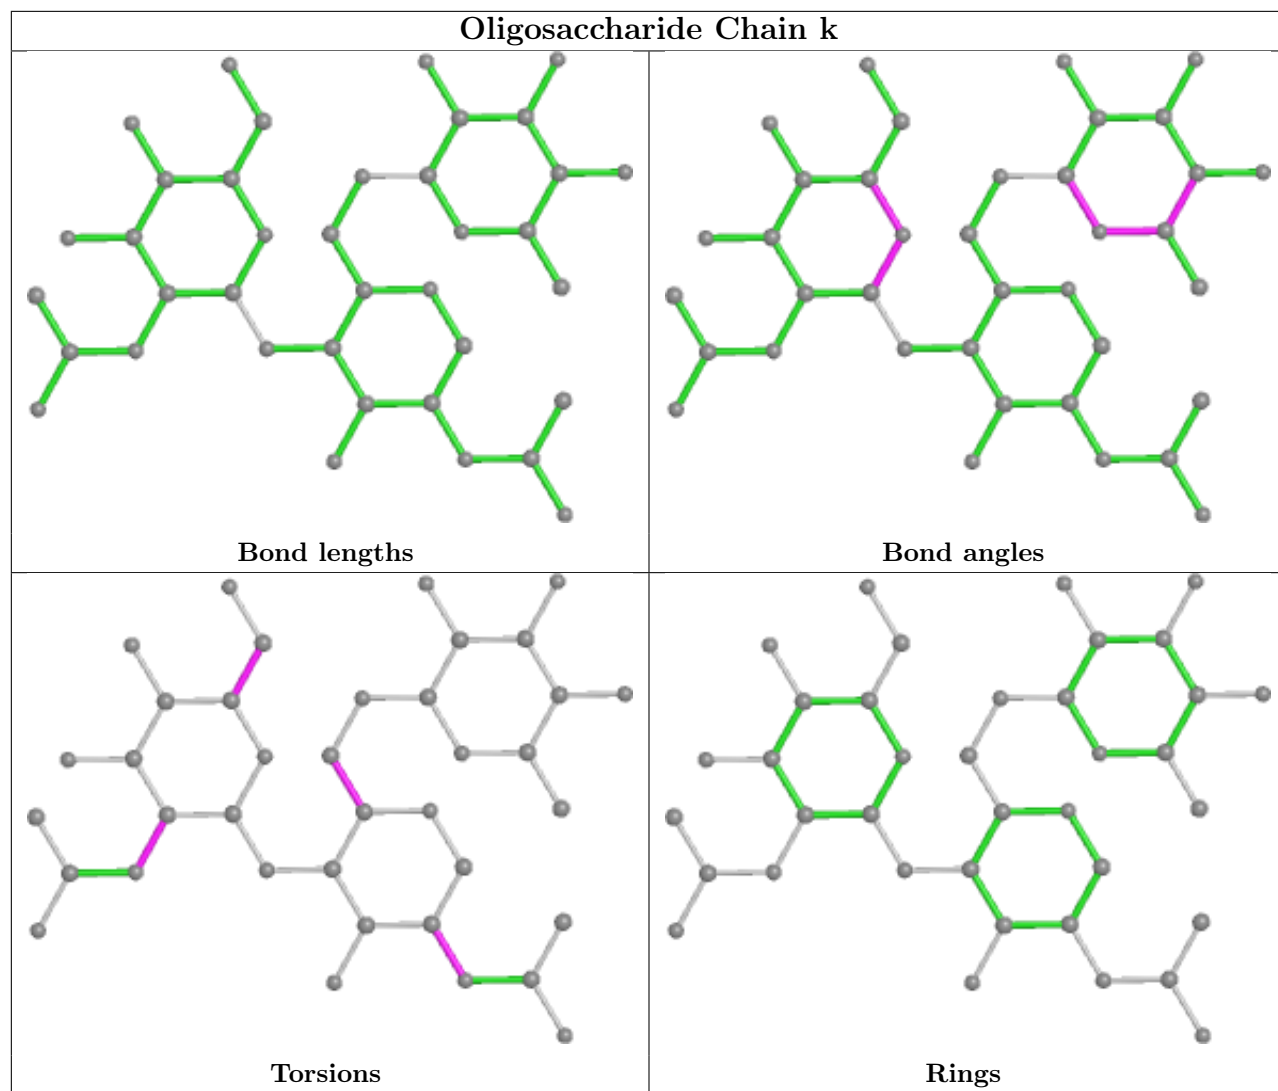 Oligosaccharide Chain k
Bond lengths
Bond angles
Torsions
Rings